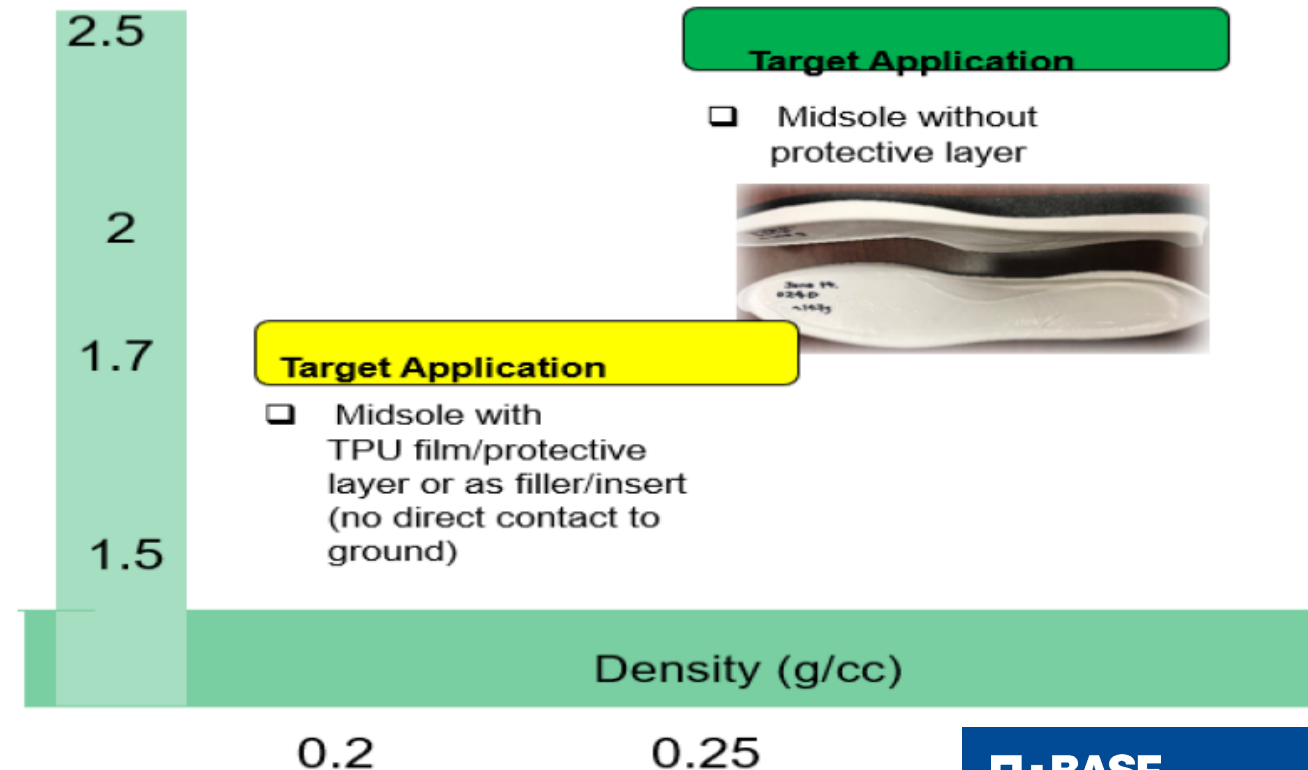 2.5
Target Application
❑ Midsole without
protective layer
2
1.7
Target Application
❑ Midsole with
TPU film/protective
layer or as filler/insert
(no direct contact to
ground)
1.5
Density (g/cc)
0.2
0.25